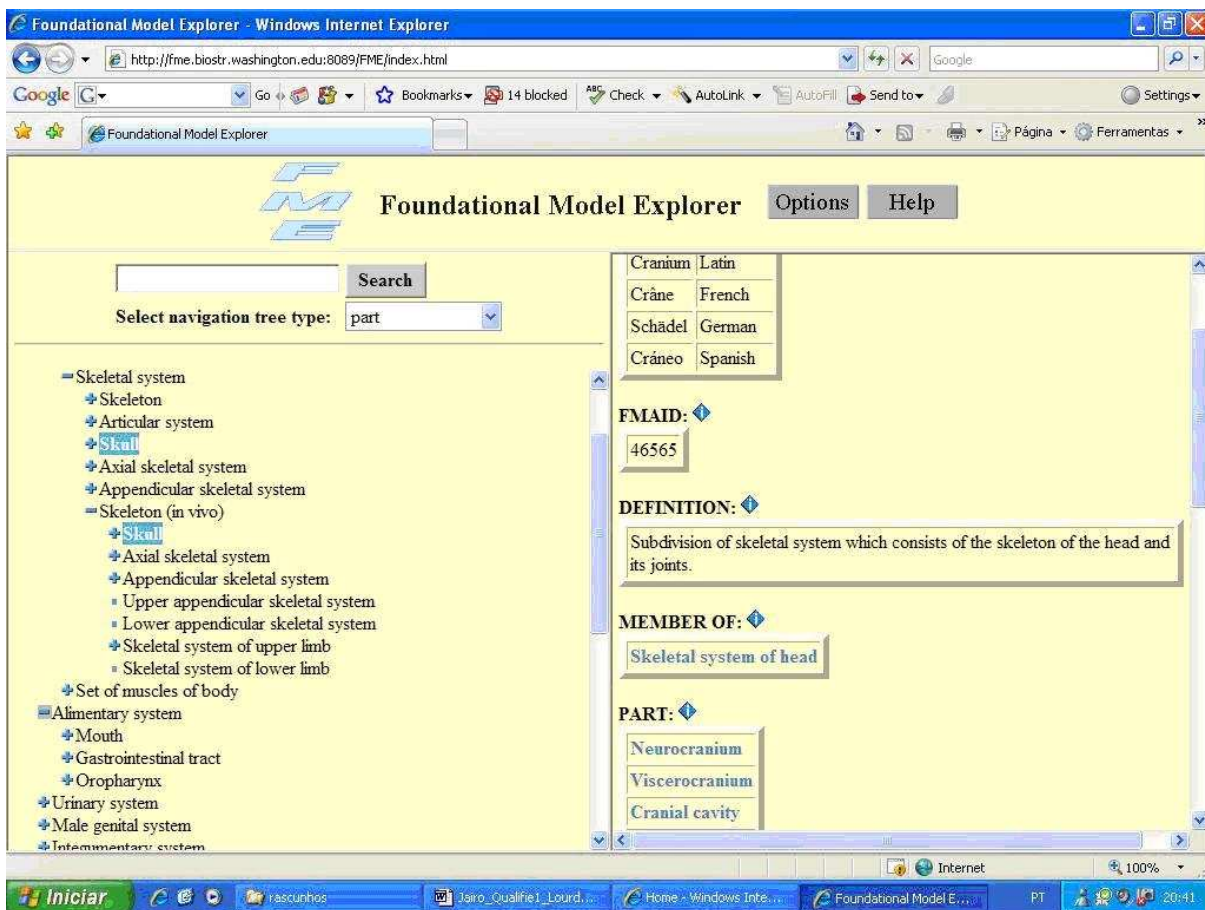 Foundational Model Explorer - Windows Internet Explorer
http://fme.biostr.washington.edu:8089/FME/index.html
Google
Google G Go Bookmarks 14 blocked ABC Check AutoLink AutoFill Send to Settings
Foundational Model Explorer Página Ferramentas »
FME
Foundational Model Explorer Options Help
Search
Select navigation tree type: part
Skeletal system
Skeleton
Articular system
Skull
Axial skeletal system
Appendicular skeletal system
Skeleton (in vivo)
Skull
Axial skeletal system
Appendicular skeletal system
Upper appendicular skeletal system
Lower appendicular skeletal system
Skeletal system of upper limb
Skeletal system of lower limb
Set of muscles of body
Alimentary system
Mouth
Gastrointestinal tract
Oropharynx
Urinary system
Male genital system
Integumentary system
Cranium Latin
Crâne French
Schädel German
Cráneo Spanish
FMAID:
46565
DEFINITION:
Subdivision of skeletal system which consists of the skeleton of the head and
its joints.
MEMBER OF:
Skeletal system of head
PART:
Neurocranium
Viscerocranium
Cranial cavity
Internet 100%
Iniciar rascunhos Jairo_Qualifie1_Lourd... Home - Windows Inte... Foundational Model E... PT 20:41